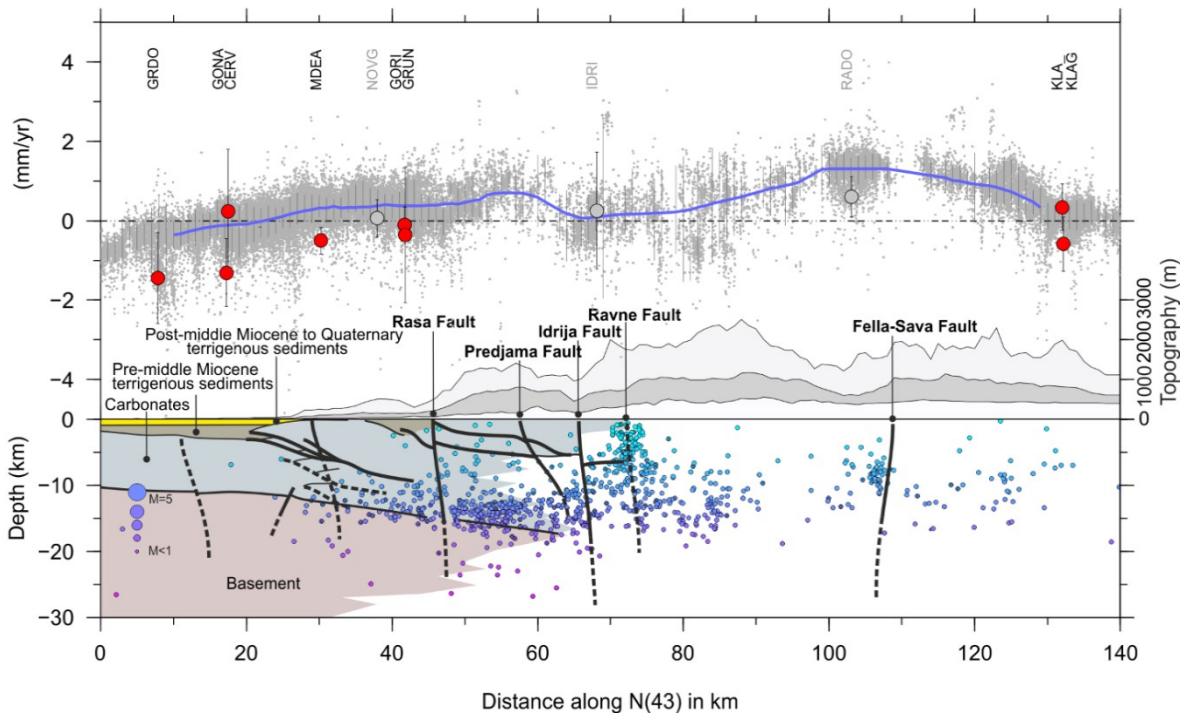 GRDO
GONA
CERV
MDEA
NOVG
GORI
GRUN
IDRI
RADO
KLA_
KLAG
(mm/yr)
4
2
0
−2
−4
Post-middle Miocene to Quaternary
terrigenous sediments
Pre-middle Miocene
terrigenous sediments
Carbonates
Rasa Fault
Predjama Fault
Idrija Fault
Ravne Fault
Fella-Sava Fault
Topography (m)
3000
2000
1000
0
Depth (km)
0
−10
−20
−30
M=5
M<1
Basement
0 20 40 60 80 100 120 140
Distance along N(43) in km